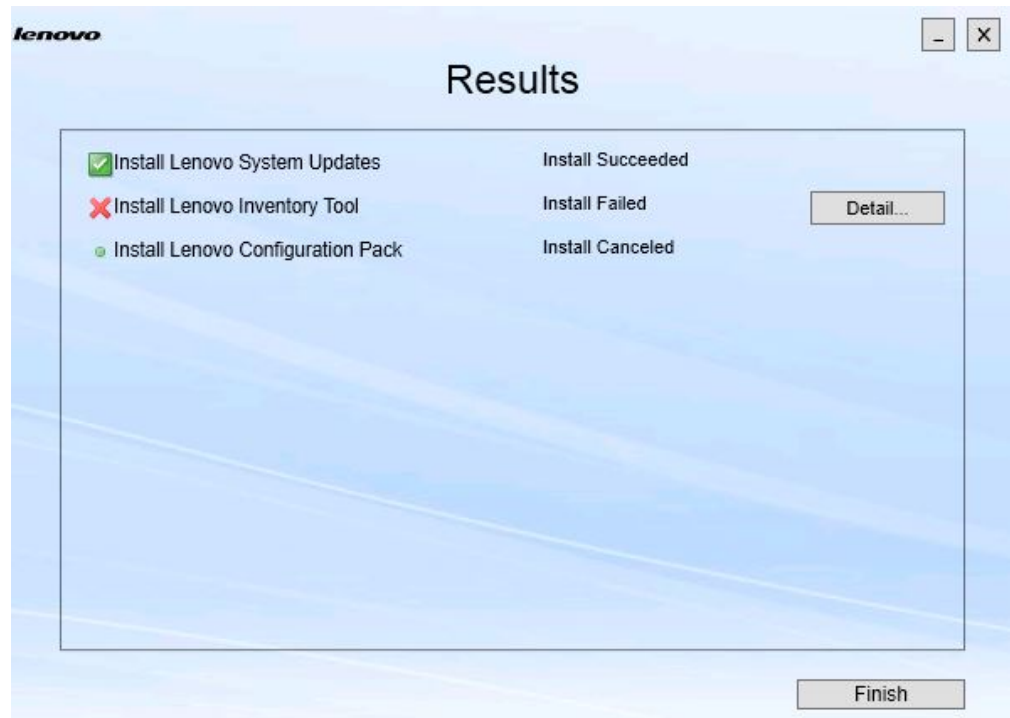 lenovo
_ X
Results
Install Lenovo System Updates Install Succeeded
Install Lenovo Inventory Tool Install Failed Detail...
Install Lenovo Configuration Pack Install Canceled
Finish